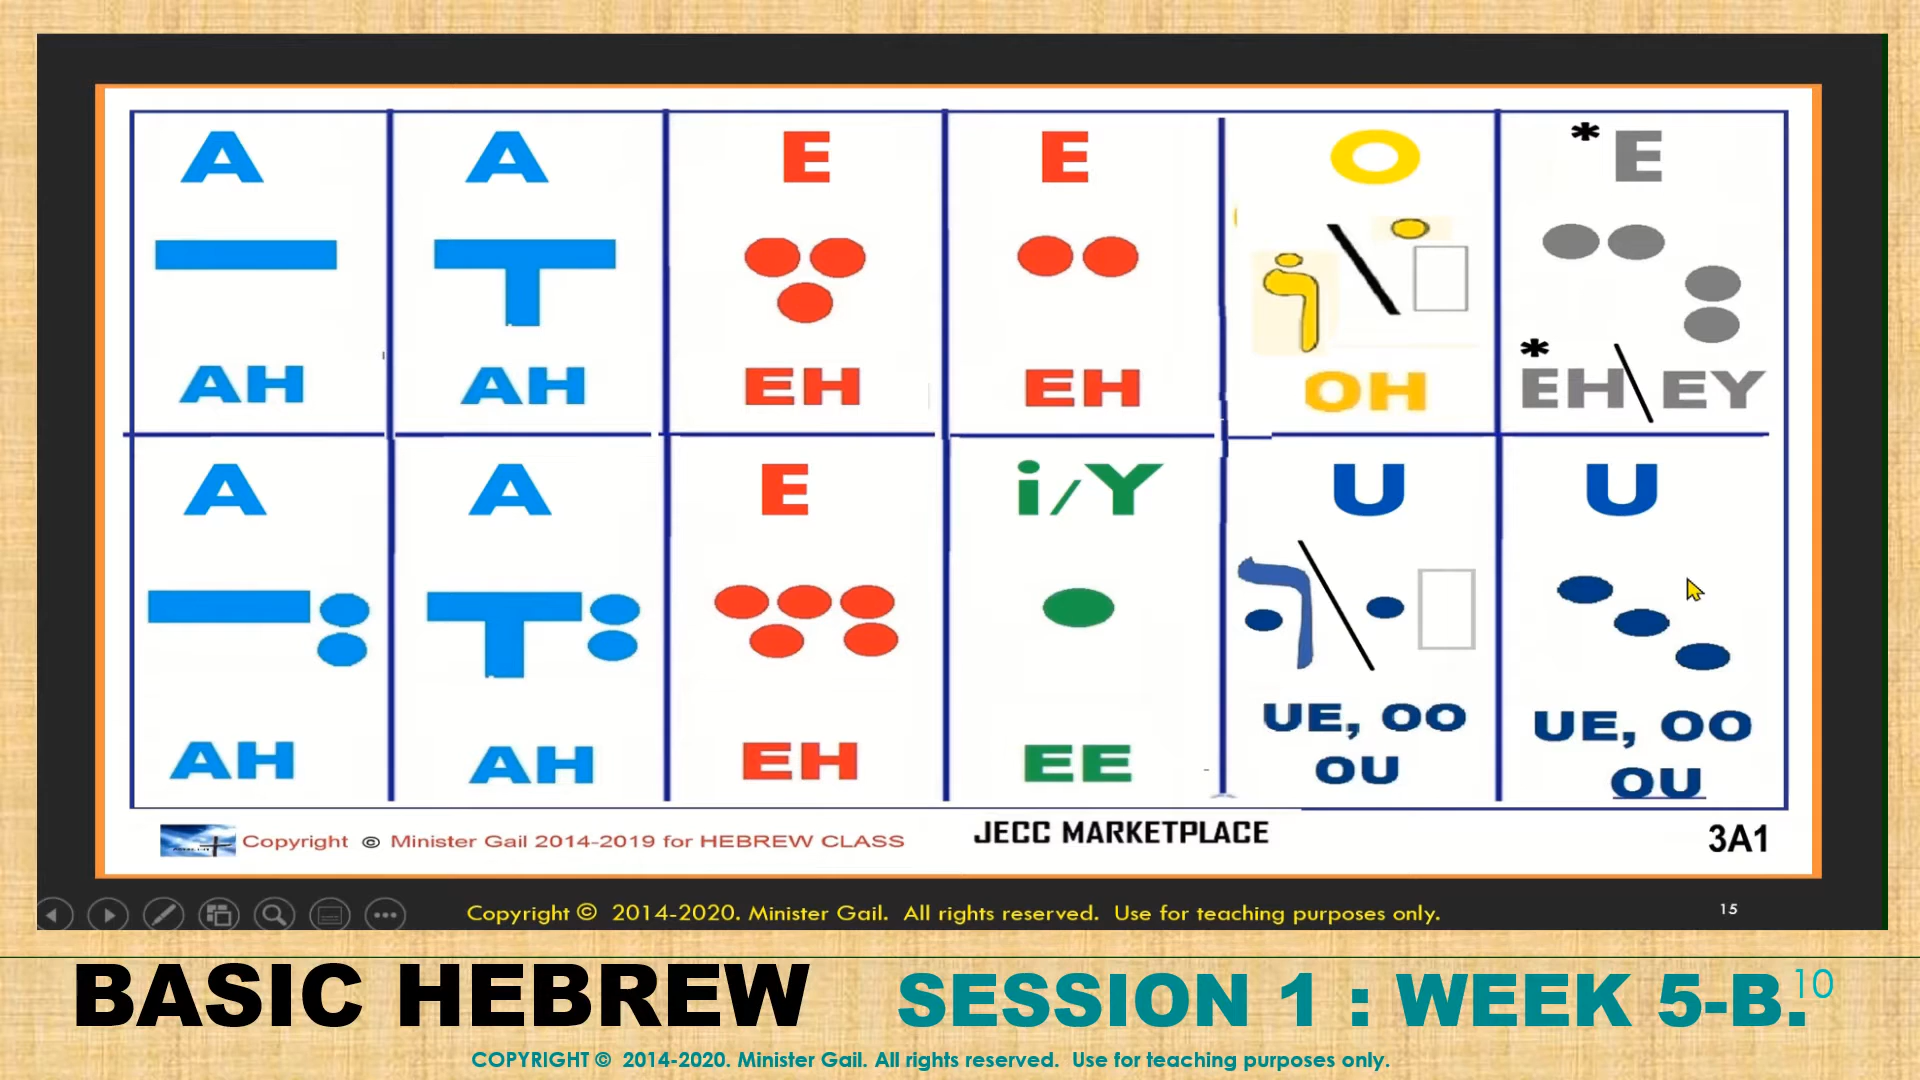 A A E E O *E
וֹ \
AH AH EH EH OH *EH\EY
A A E i/Y U U
וּ \
AH AH EH EE UE, OO OU UE, OO OU
Copyright © Minister Gail 2014-2019 for HEBREW CLASS JECC MARKETPLACE 3A1
Copyright © 2014-2020. Minister Gail. All rights reserved. Use for teaching purposes only. 15
BASIC HEBREW SESSION 1 : WEEK 5-B. 10
COPYRIGHT © 2014-2020. Minister Gail. All rights reserved. Use for teaching purposes only.